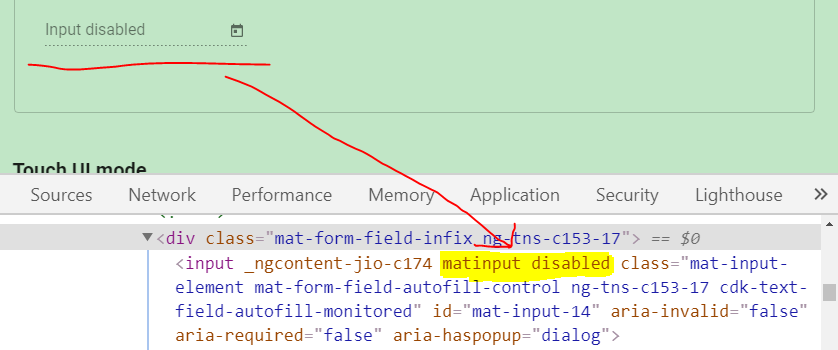 Input disabled
Touch UI mode
Sources Network Performance Memory Application Security Lighthouse »
<div class="mat-form-field-infix ng-tns-c153-17"> == $0
<input _ngcontent-jio-c174 matinput disabled class="mat-input-
element mat-form-field-autofill-control ng-tns-c153-17 cdk-text-
field-autofill-monitored" id="mat-input-14" aria-invalid="false"
aria-required="false" aria-haspopup="dialog">